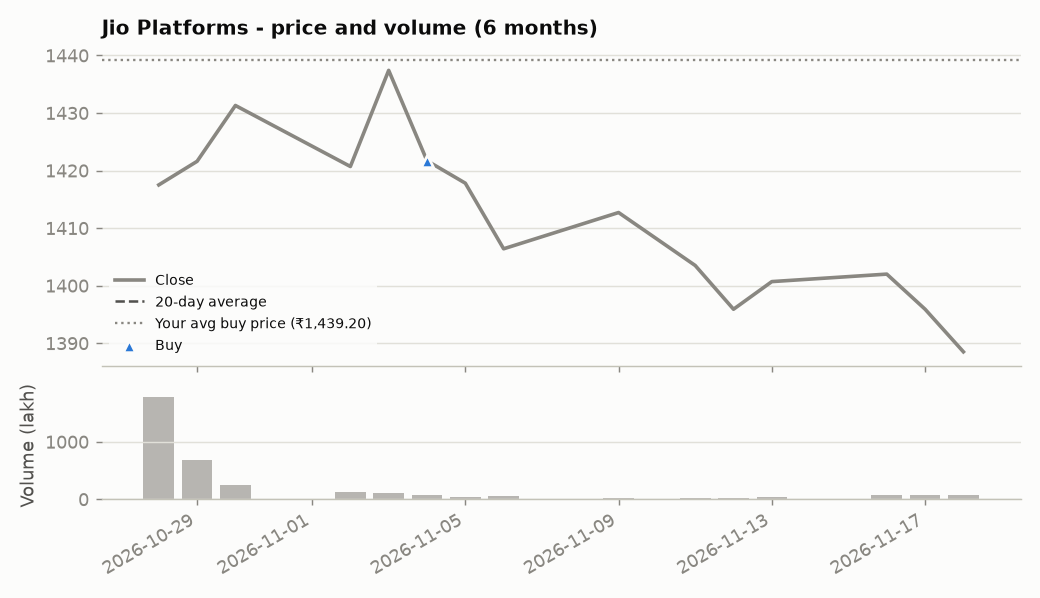 Jio Platforms - price and volume (6 months)
1440
1430
1420
1410
1400
1390
Close
20-day average
Your avg buy price (₹1,439.20)
Buy
Volume (lakh)
1000
0
2026-10-29
2026-11-01
2026-11-05
2026-11-09
2026-11-13
2026-11-17